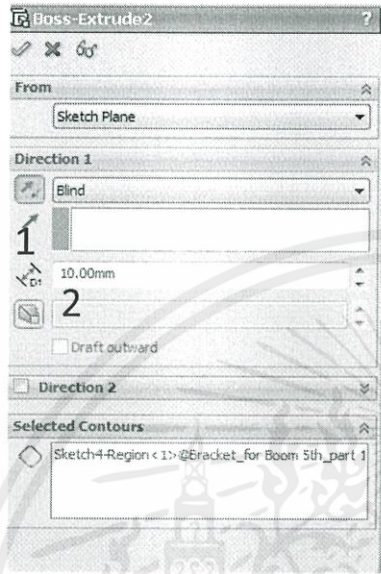 Boss-Extrude2 ?
From
Sketch Plane
Direction 1
Blind
1
D1 10.00mm
2
Draft outward
Direction 2
Selected Contours
Sketch4-Region<1>@Bracket_for Boom 5th_part 1